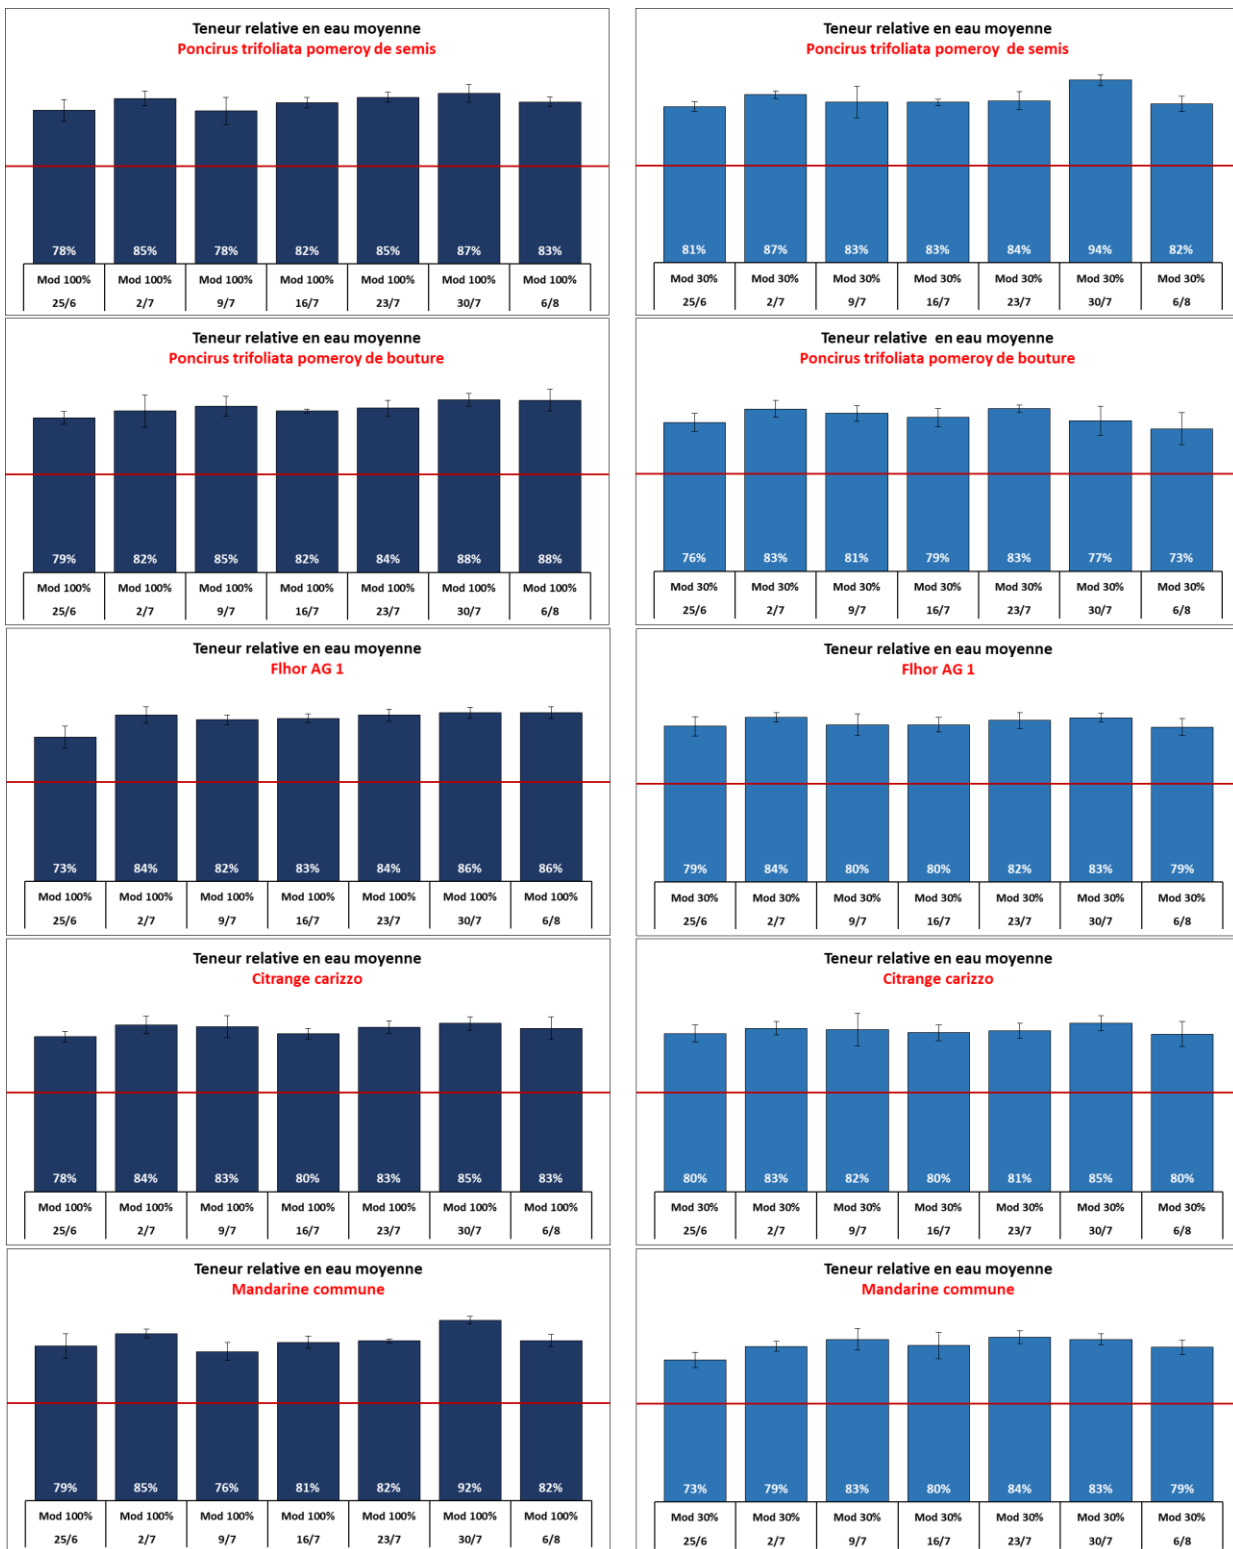 Teneur relative en eau moyenne
Poncirus trifoliata pomeroy de semis
78% 85% 78% 82% 85% 87% 83%
Mod 100% Mod 100% Mod 100% Mod 100% Mod 100% Mod 100% Mod 100%
25/6 2/7 9/7 16/7 23/7 30/7 6/8
Teneur relative en eau moyenne
Poncirus trifoliata pomeroy de semis
81% 87% 83% 83% 84% 94% 82%
Mod 30% Mod 30% Mod 30% Mod 30% Mod 30% Mod 30% Mod 30%
25/6 2/7 9/7 16/7 23/7 30/7 6/8
Teneur relative en eau moyenne
Poncirus trifoliata pomeroy de bouture
79% 82% 85% 82% 84% 88% 88%
Mod 100% Mod 100% Mod 100% Mod 100% Mod 100% Mod 100% Mod 100%
25/6 2/7 9/7 16/7 23/7 30/7 6/8
Teneur relative en eau moyenne
Poncirus trifoliata pomeroy de bouture
76% 83% 81% 79% 83% 77% 73%
Mod 30% Mod 30% Mod 30% Mod 30% Mod 30% Mod 30% Mod 30%
25/6 2/7 9/7 16/7 23/7 30/7 6/8
Teneur relative en eau moyenne
Flhor AG 1
73% 84% 82% 83% 84% 86% 86%
Mod 100% Mod 100% Mod 100% Mod 100% Mod 100% Mod 100% Mod 100%
25/6 2/7 9/7 16/7 23/7 30/7 6/8
Teneur relative en eau moyenne
Flhor AG 1
79% 84% 80% 80% 82% 83% 79%
Mod 30% Mod 30% Mod 30% Mod 30% Mod 30% Mod 30% Mod 30%
25/6 2/7 9/7 16/7 23/7 30/7 6/8
Teneur relative en eau moyenne
Citrange carizzo
78% 84% 83% 80% 83% 85% 83%
Mod 100% Mod 100% Mod 100% Mod 100% Mod 100% Mod 100% Mod 100%
25/6 2/7 9/7 16/7 23/7 30/7 6/8
Teneur relative en eau moyenne
Citrange carizzo
80% 83% 82% 80% 81% 85% 80%
Mod 30% Mod 30% Mod 30% Mod 30% Mod 30% Mod 30% Mod 30%
25/6 2/7 9/7 16/7 23/7 30/7 6/8
Teneur relative en eau moyenne
Mandarine commune
79% 85% 76% 81% 82% 92% 82%
Mod 100% Mod 100% Mod 100% Mod 100% Mod 100% Mod 100% Mod 100%
25/6 2/7 9/7 16/7 23/7 30/7 6/8
Teneur relative en eau moyenne
Mandarine commune
73% 79% 83% 80% 84% 83% 79%
Mod 30% Mod 30% Mod 30% Mod 30% Mod 30% Mod 30% Mod 30%
25/6 2/7 9/7 16/7 23/7 30/7 6/8